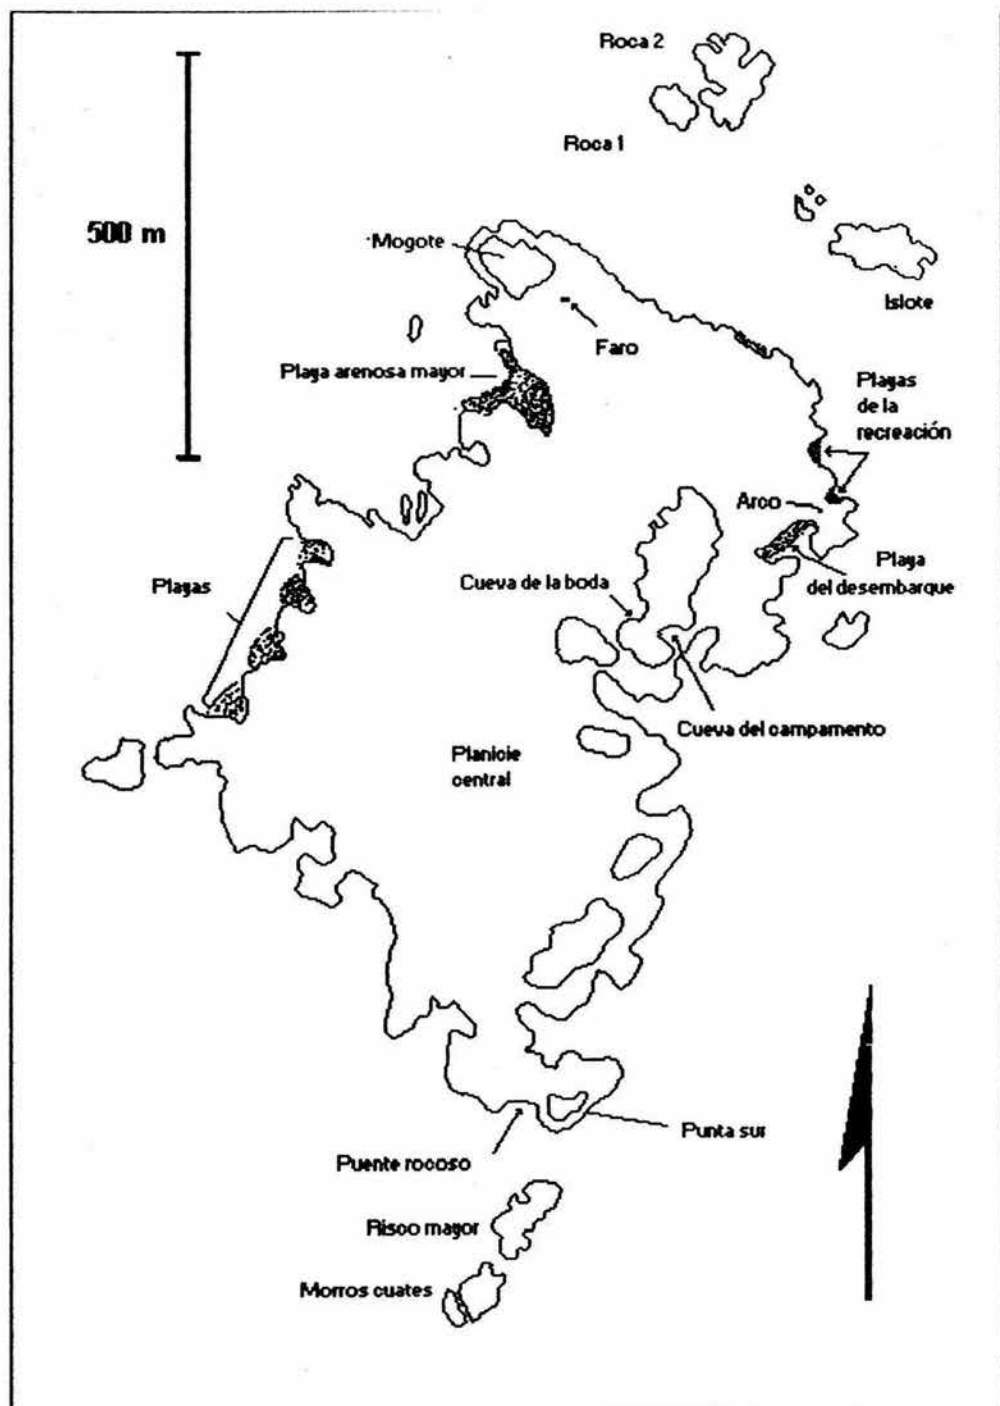 Roca 2
Roca 1
500 m
Mogote
Islote
Faro
Playa arenosa mayor
Playas
de la
recreación
Arco
Playa
del desembarque
Cueva de la boda
Playas
Cueva del campamento
Planicie
central
Punta sur
Puente rocoso
Risco mayor
Morros cuates